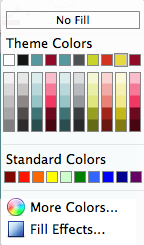 No Fill
Theme Colors
Standard Colors
More Colors...
Fill Effects...